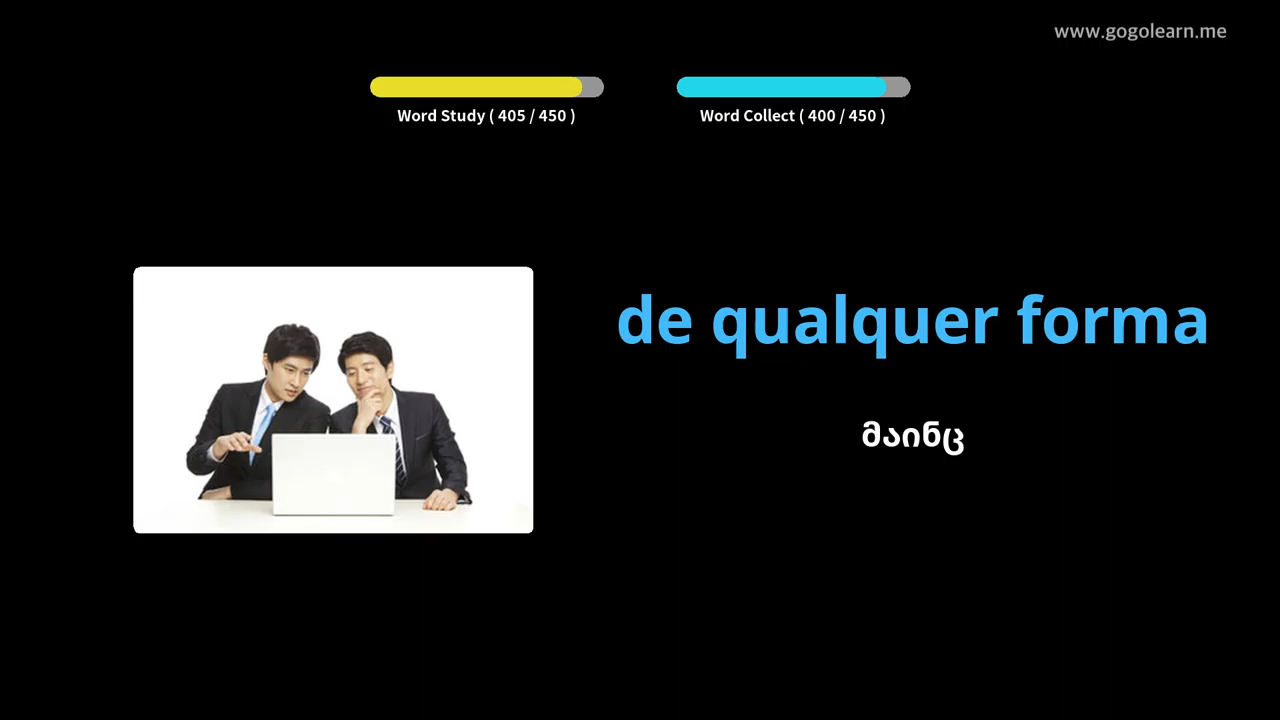 www.gogolearn.me
Word Study ( 405 / 450 )
Word Collect ( 400 / 450 )
de qualquer forma
მაინც